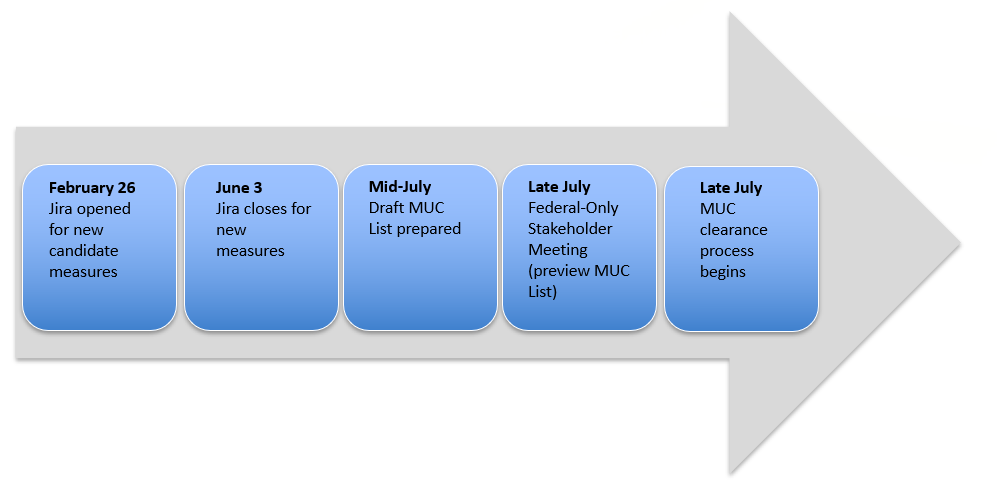 February 26
Jira opened
for new
candidate
measures
June 3
Jira closes for
new
measures
Mid-July
Draft MUC
List prepared
Late July
Federal-Only
Stakeholder
Meeting
(preview MUC
List)
Late July
MUC
clearance
process
begins